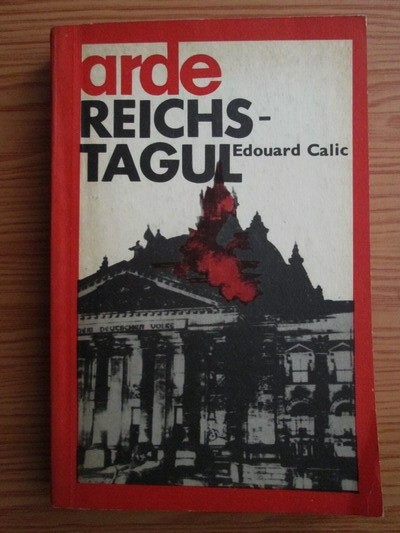 arde
REICHS-
TAGUL
Edouard Calic
DEM DEUTSCHEN VOLKE